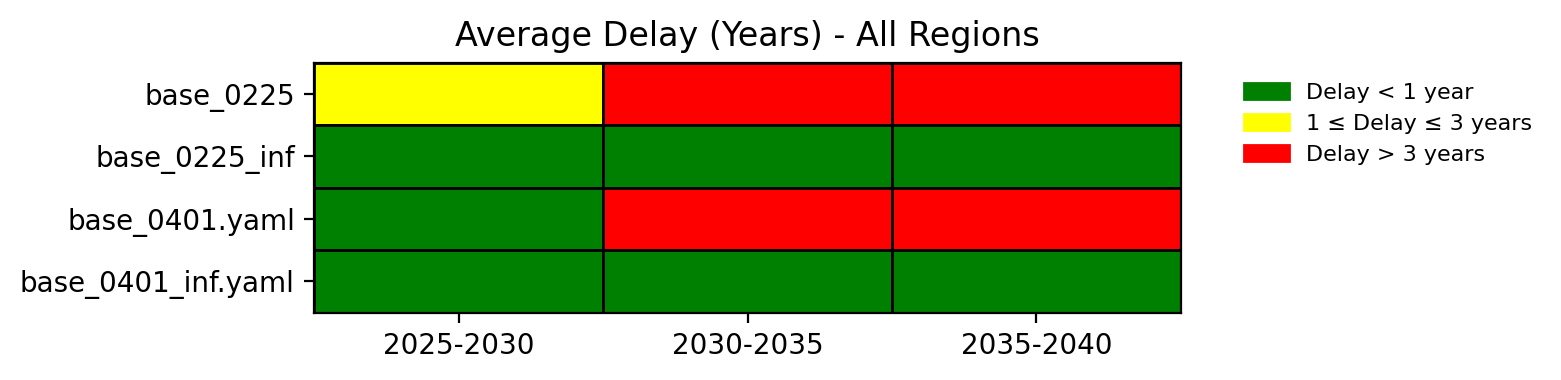 Average Delay (Years) - All Regions
base_0225
base_0225_inf
base_0401.yaml
base_0401_inf.yaml
2025-2030
2030-2035
2035-2040
Delay < 1 year
1 ≤ Delay ≤ 3 years
Delay > 3 years